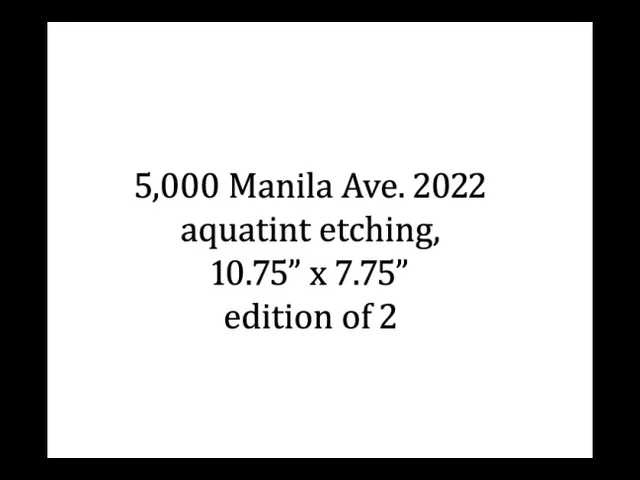 5,000 Manila Ave. 2022
aquatint etching,
10.75” x 7.75”
edition of 2